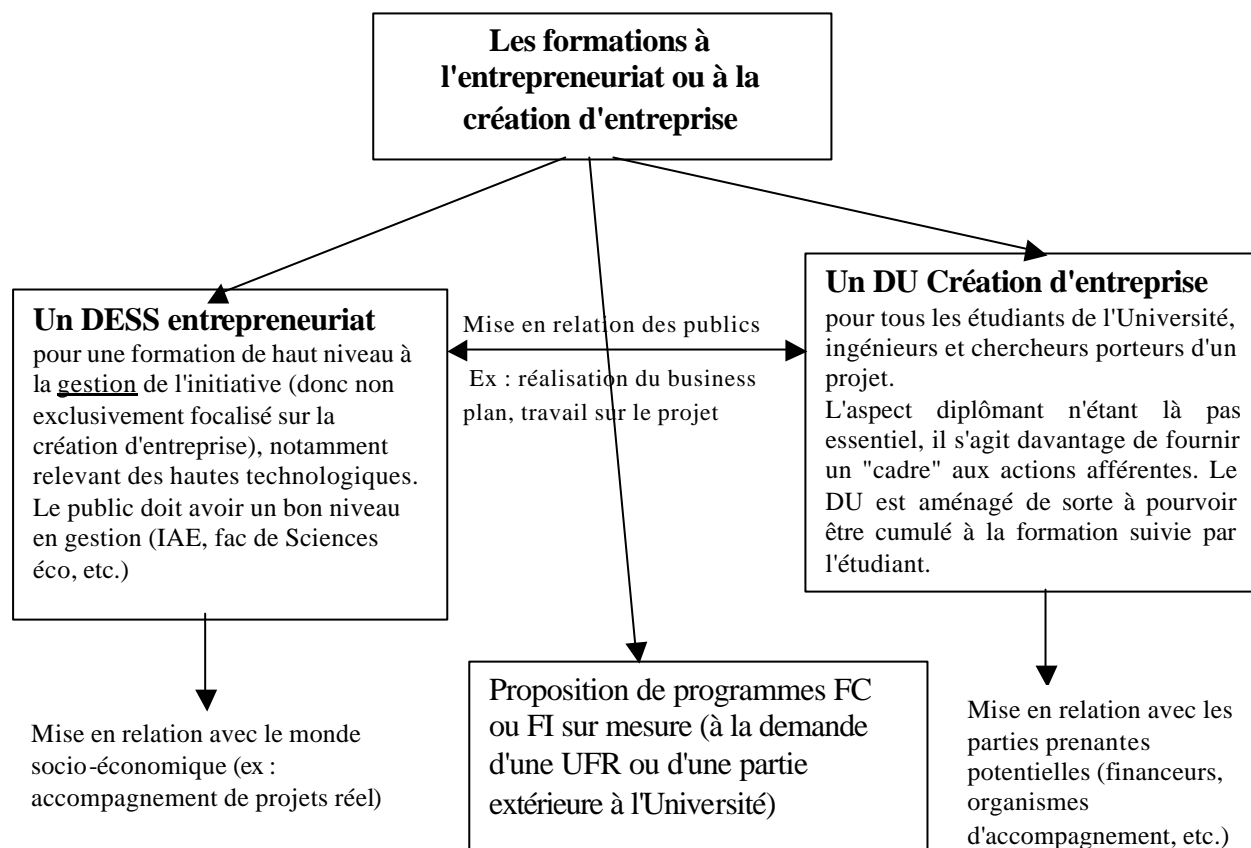 Les formations à
l'entrepreneuriat ou à la
création d'entreprise
Un DESS entrepreneuriat
pour une formation de haut niveau à
la gestion de l'initiative (donc non
exclusivement focalisé sur la
création d'entreprise), notamment
relevant des hautes technologiques.
Le public doit avoir un bon niveau
en gestion (IAE, fac de Sciences
éco, etc.)
Mise en relation des publics
Ex : réalisation du business
plan, travail sur le projet
Un DU Création d'entreprise
pour tous les étudiants de l'Université,
ingénieurs et chercheurs porteurs d'un
projet.
L'aspect diplômant n'étant là pas
essentiel, il s'agit davantage de fournir
un "cadre" aux actions afférentes. Le
DU est aménagé de sorte à pourvoir
être cumulé à la formation suivie par
l'étudiant.
Mise en relation avec le monde
socio-économique (ex :
accompagnement de projets réel)
Proposition de programmes FC
ou FI sur mesure (à la demande
d'une UFR ou d'une partie
extérieure à l'Université)
Mise en relation avec les
parties prenantes
potentielles (financeurs,
organismes
d'accompagnement, etc.)